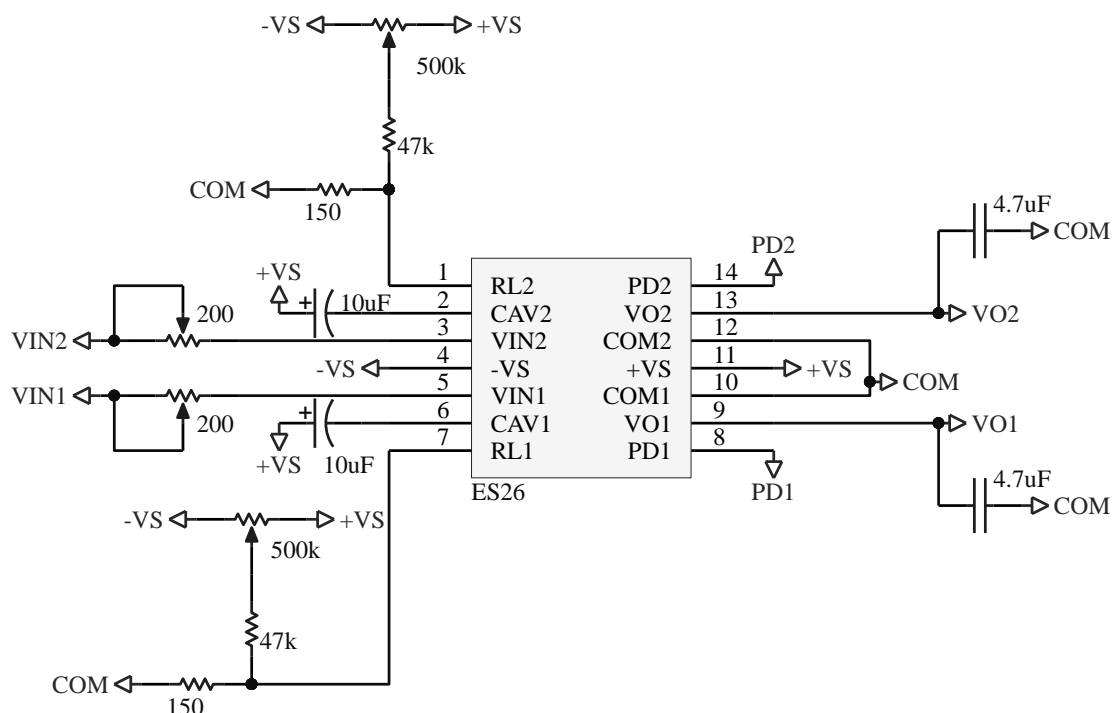 -VS +VS
500k
47k
COM
150
4.7uF
COM
PD2
+VS
1 RL2 PD2 14
10uF
+
2 CAV2 VO2 13
200
VO2
VIN2
3 VIN2 COM2 12
-VS
4 -VS +VS 11
+VS
COM
VIN1
5 VIN1 COM1 10
200
+
6 CAV1 VO1 9
VO1
+VS
10uF
7 RL1 PD1 8
ES26
PD1
4.7uF
COM
-VS +VS
500k
47k
COM
150